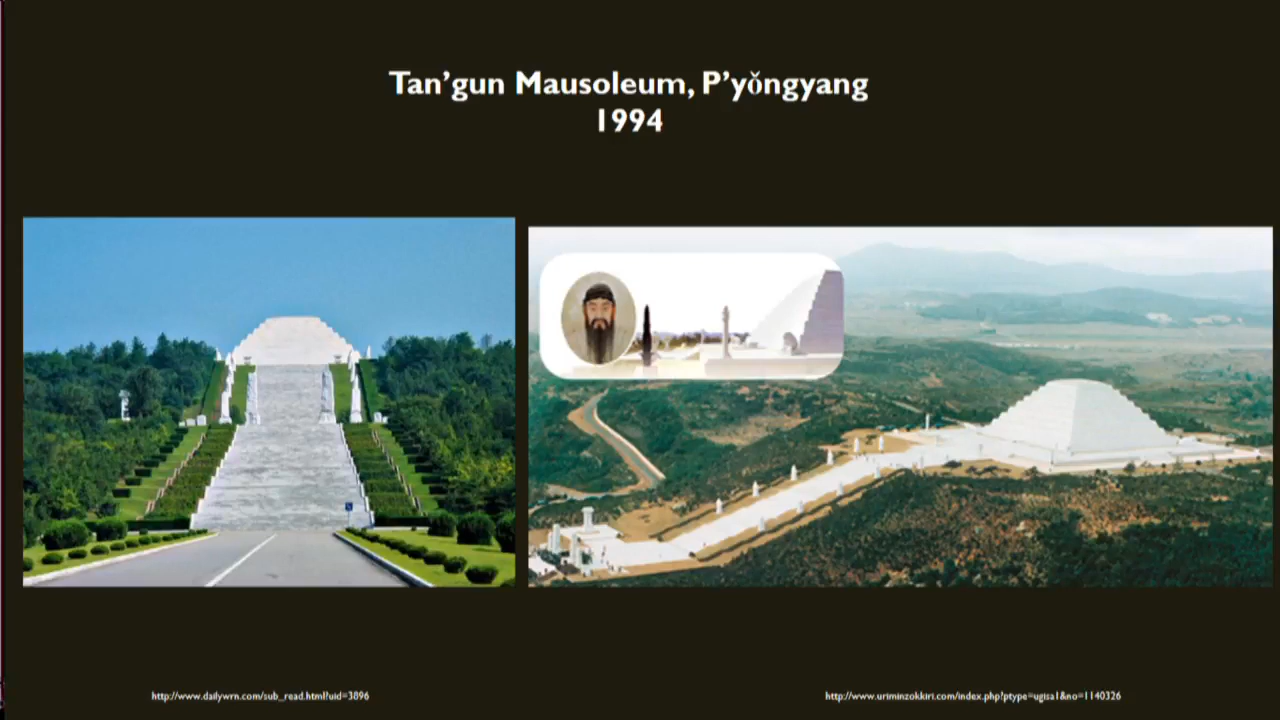 Tan’gun Mausoleum, P’yǒngyang
1994
http://www.dailywrn.com/sub_read.html?uid=3896
http://www.uriminzokkiri.com/index.php?ptype=ugisa1&no=1140326